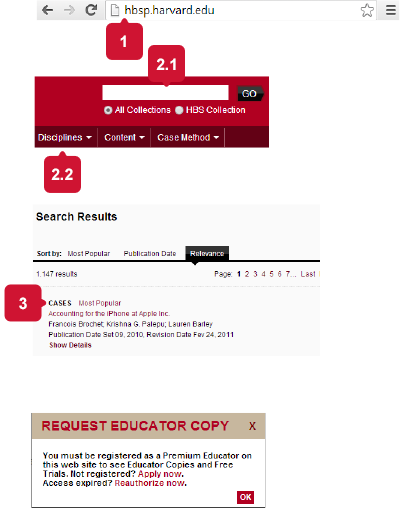 hbsp.harvard.edu
1
2.1
GO
All Collections HBS Collection
Disciplines Content Case Method
2.2
Search Results
Sort by: Most Popular Publication Date Relevance
1.147 results Page: 1 2 3 4 5 6 7... Last
3
CASES Most Popular
Accounting for the iPhone at Apple Inc.
Francois Brochet; Krishna G. Palepu; Lauren Barley
Publication Date Set 09, 2010, Revision Date Fev 24, 2011
Show Details
REQUEST EDUCATOR COPY X
You must be registered as a Premium Educator on
this web site to see Educator Copies and Free
Trials. Not registered? Apply now.
Access expired? Reauthorize now.
OK